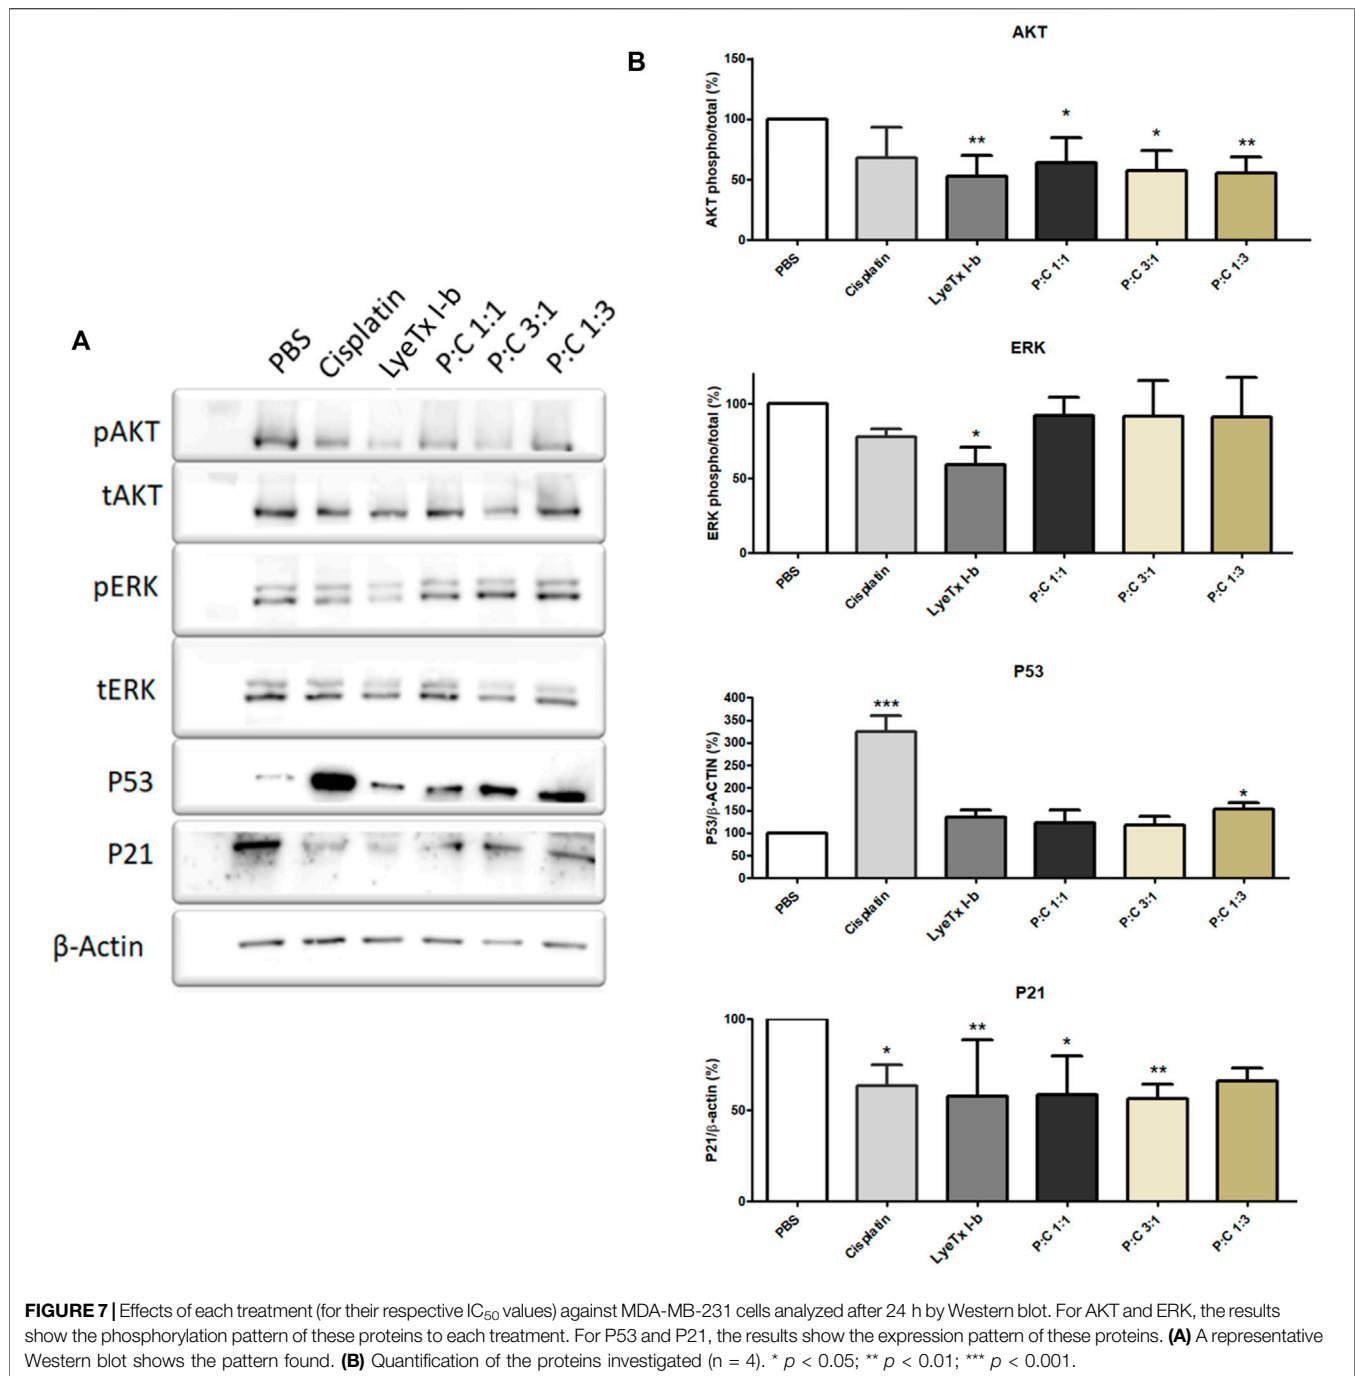 A
PBS
Cisplatin
LyeTx I-b
P:C 1:1
P:C 3:1
P:C 1:3
pAKT
tAKT
pERK
tERK
P53
P21
β-Actin
B
AKT
AKT phospho/total (%)
150
100
50
0
**
*
*
**
PBS
Cisplatin
LyeTx I-b
P:C 1:1
P:C 3:1
P:C 1:3
ERK
ERK phospho/total (%)
100
50
0
*
PBS
Cisplatin
LyeTx I-b
P:C 1:1
P:C 3:1
P:C 1:3
P53
P53/β-ACTIN (%)
400
350
300
250
200
150
100
50
0
***
*
PBS
Cisplatin
LyeTx I-b
P:C 1:1
P:C 3:1
P:C 1:3
P21
P21/β-actin (%)
100
50
0
*
**
*
**
PBS
Cisplatin
LyeTx I-b
P:C 1:1
P:C 3:1
P:C 1:3
FIGURE 7 | Effects of each treatment (for their respective IC50 values) against MDA-MB-231 cells analyzed after 24 h by Western blot. For AKT and ERK, the results
show the phosphorylation pattern of these proteins to each treatment. For P53 and P21, the results show the expression pattern of these proteins. (A) A representative
Western blot shows the pattern found. (B) Quantification of the proteins investigated (n = 4). * p < 0.05; ** p < 0.01; *** p < 0.001.